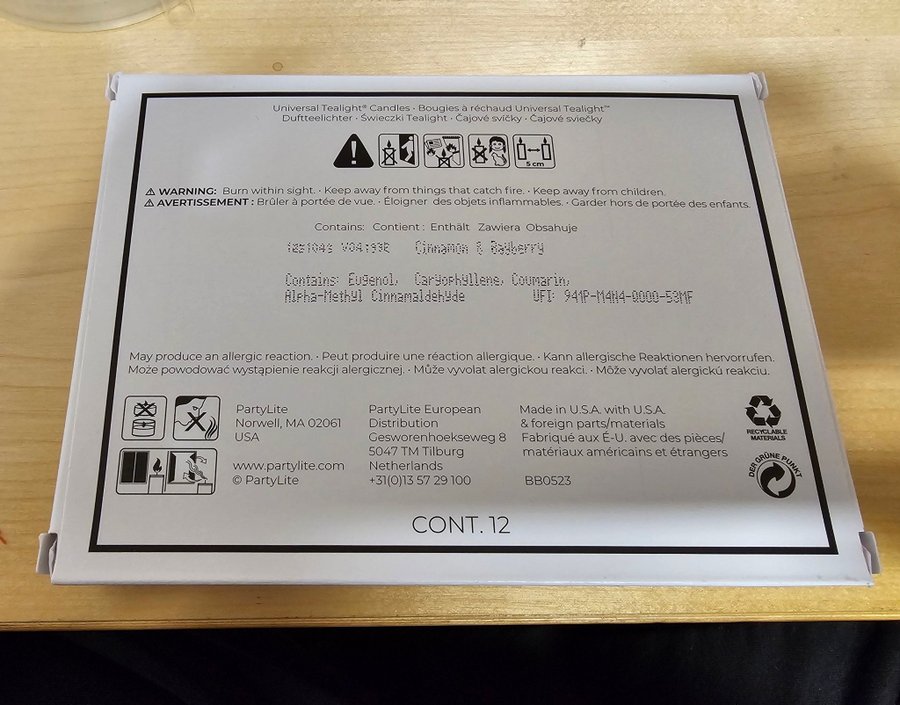 Universal Tealight® Candles · Bougies à réchaud Universal Tealight™
Duftteelichter · Świeczki Tealight · Čajové svíčky · Čajové sviečky
5 cm
WARNING: Burn within sight. · Keep away from things that catch fire. · Keep away from children.
AVERTISSEMENT : Brûler à portée de vue. · Éloigner des objets inflammables. · Garder hors de portée des enfants.
Contains: Contient: Enthält Zawiera Obsahuje
Cinnamon & Bayberry
Contains: Eugenol, Caryophyllene, Coumarin,
Alpha-Methyl Cinnamaldehyde UFI: 941P-M4N4-Q000-53MF
May produce an allergic reaction. · Peut produire une réaction allergique. · Kann allergische Reaktionen hervorrufen.
Może powodować wystąpienie reakcji alergicznej. · Může vyvolat alergickou reakci. · Môže vyvolať alergickú reakciu.
PartyLite
Norwell, MA 02061
USA
www.partylite.com
© PartyLite
PartyLite European
Distribution
Gesworenhoekseweg 8
5047 TM Tilburg
Netherlands
+31(0)13 57 29 100
Made in U.S.A. with U.S.A.
& foreign parts/materials
Fabriqué aux É-U. avec des pièces/
matériaux américains et étrangers
BB0523
RECYCLABLE
MATERIALS
DER GRÜNE PUNKT
CONT. 12